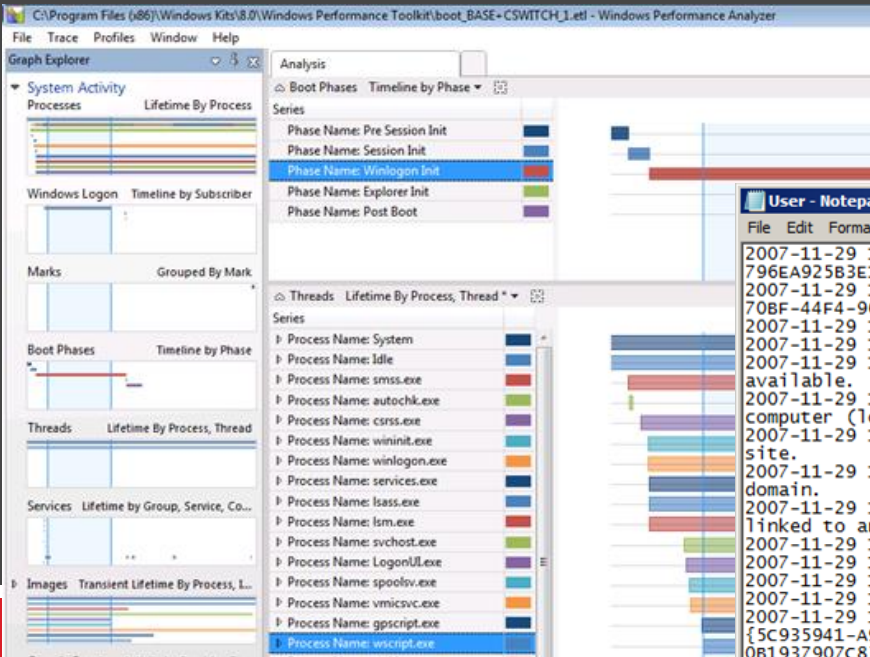 C:\Program Files (x86)\Windows Kits\8.0\Windows Performance Toolkit\boot_BASE+CSWITCH_1.etl - Windows Performance Analyzer
File Trace Profiles Window Help
Graph Explorer
System Activity
Processes Lifetime By Process
Windows Logon Timeline by Subscriber
Marks Grouped By Mark
Boot Phases Timeline by Phase
Threads Lifetime By Process, Thread
Services Lifetime by Group, Service, Co...
Images Transient Lifetime By Process, I...
Analysis
Boot Phases Timeline by Phase
Series
Phase Name: Pre Session Init
Phase Name: Session Init
Phase Name: Winlogon Init
Phase Name: Explorer Init
Phase Name: Post Boot
Threads Lifetime By Process, Thread *
Series
Process Name: System
Process Name: Idle
Process Name: smss.exe
Process Name: autochk.exe
Process Name: csrss.exe
Process Name: wininit.exe
Process Name: winlogon.exe
Process Name: services.exe
Process Name: lsass.exe
Process Name: lsm.exe
Process Name: svchost.exe
Process Name: LogonUI.exe
Process Name: spoolsv.exe
Process Name: vmicsvc.exe
Process Name: gpscript.exe
Process Name: wscript.exe
User - Notepa
File Edit Forma
2007-11-29
796EA925B3E
2007-11-29
70BF-44F4-9
2007-11-29
2007-11-29
2007-11-29
available.
2007-11-29
computer (l
2007-11-29
site.
2007-11-29
domain.
2007-11-29
linked to a
2007-11-29
2007-11-29
2007-11-29
2007-11-29
2007-11-29
{5C935941-A
0B1937907C8